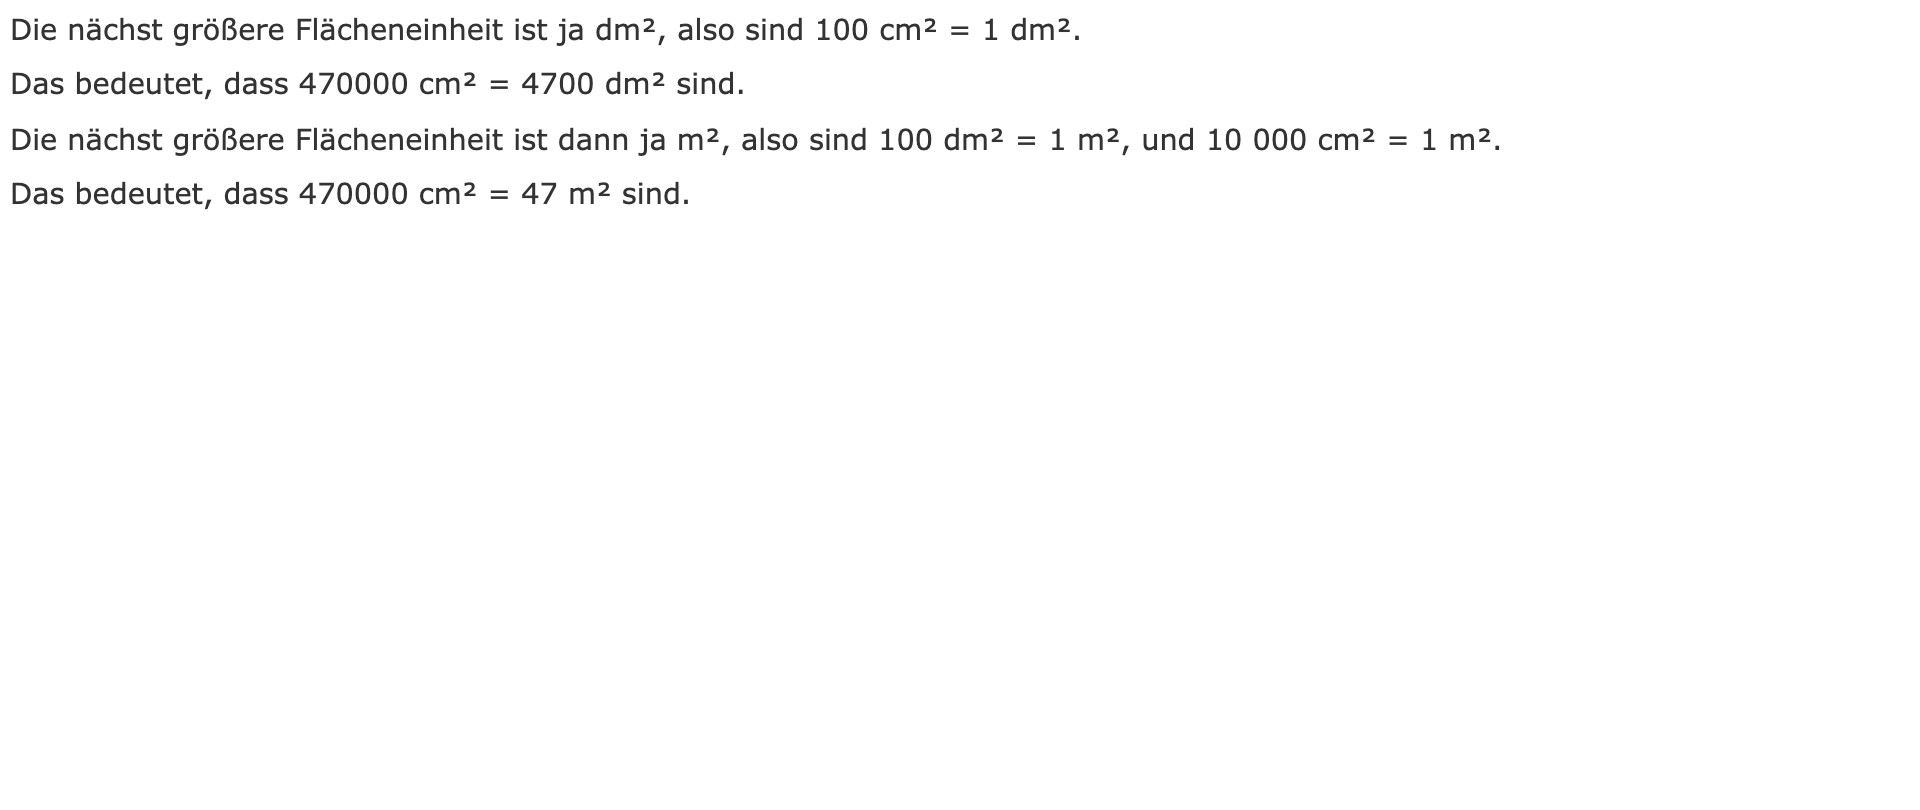 Die nächst größere Flächeneinheit ist ja dm², also sind 100 cm² = 1 dm².
Das bedeutet, dass 470000 cm² = 4700 dm² sind.
Die nächst größere Flächeneinheit ist dann ja m², also sind 100 dm² = 1 m², und 10 000 cm² = 1 m².
Das bedeutet, dass 470000 cm² = 47 m² sind.